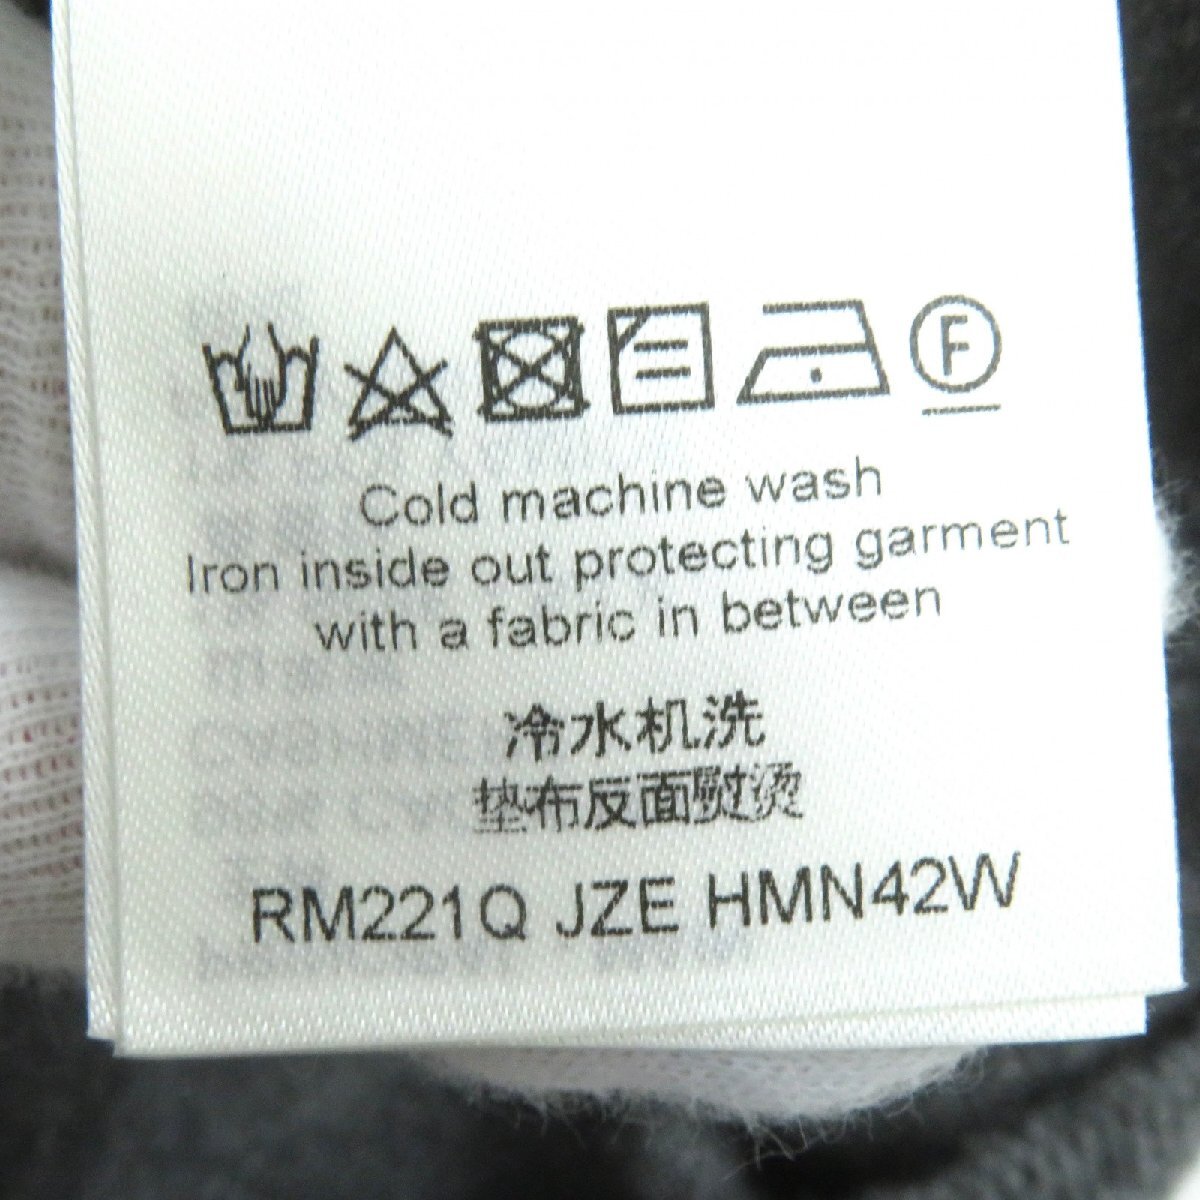 F
Cold machine wash
Iron inside out protecting garment
with a fabric in between
冷水机洗
垫布反面熨烫
RM221Q JZE HMN42W